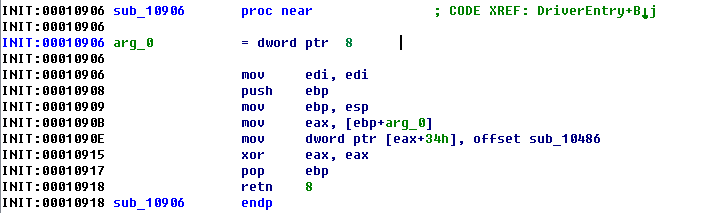 INIT:00010906 sub_10906 proc near ; CODE XREF: DriverEntry+B↓j
INIT:00010906
INIT:00010906 arg_0 = dword ptr 8
INIT:00010906
INIT:00010906 mov edi, edi
INIT:00010908 push ebp
INIT:00010909 mov ebp, esp
INIT:0001090B mov eax, [ebp+arg_0]
INIT:0001090E mov dword ptr [eax+34h], offset sub_10486
INIT:00010915 xor eax, eax
INIT:00010917 pop ebp
INIT:00010918 retn 8
INIT:00010918 sub_10906 endp